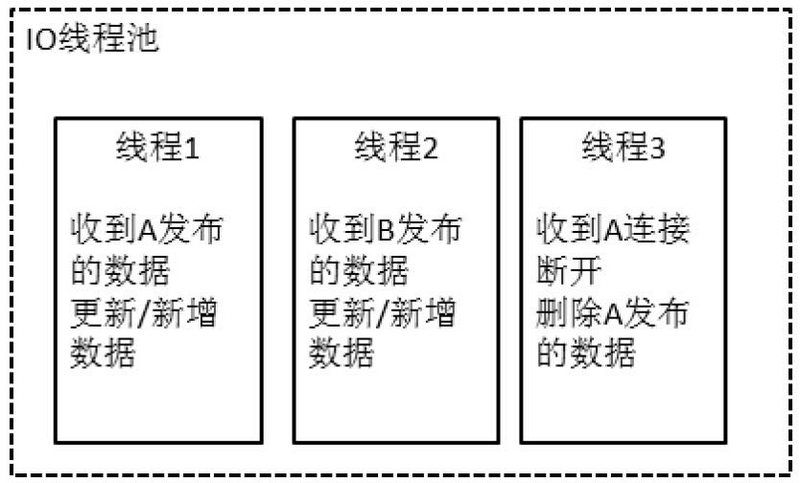 IO线程池
线程1
收到A发布
的数据
更新/新增
数据
线程2
收到B发布
的数据
更新/新增
数据
线程3
收到A连接
断开
删除A发布
的数据